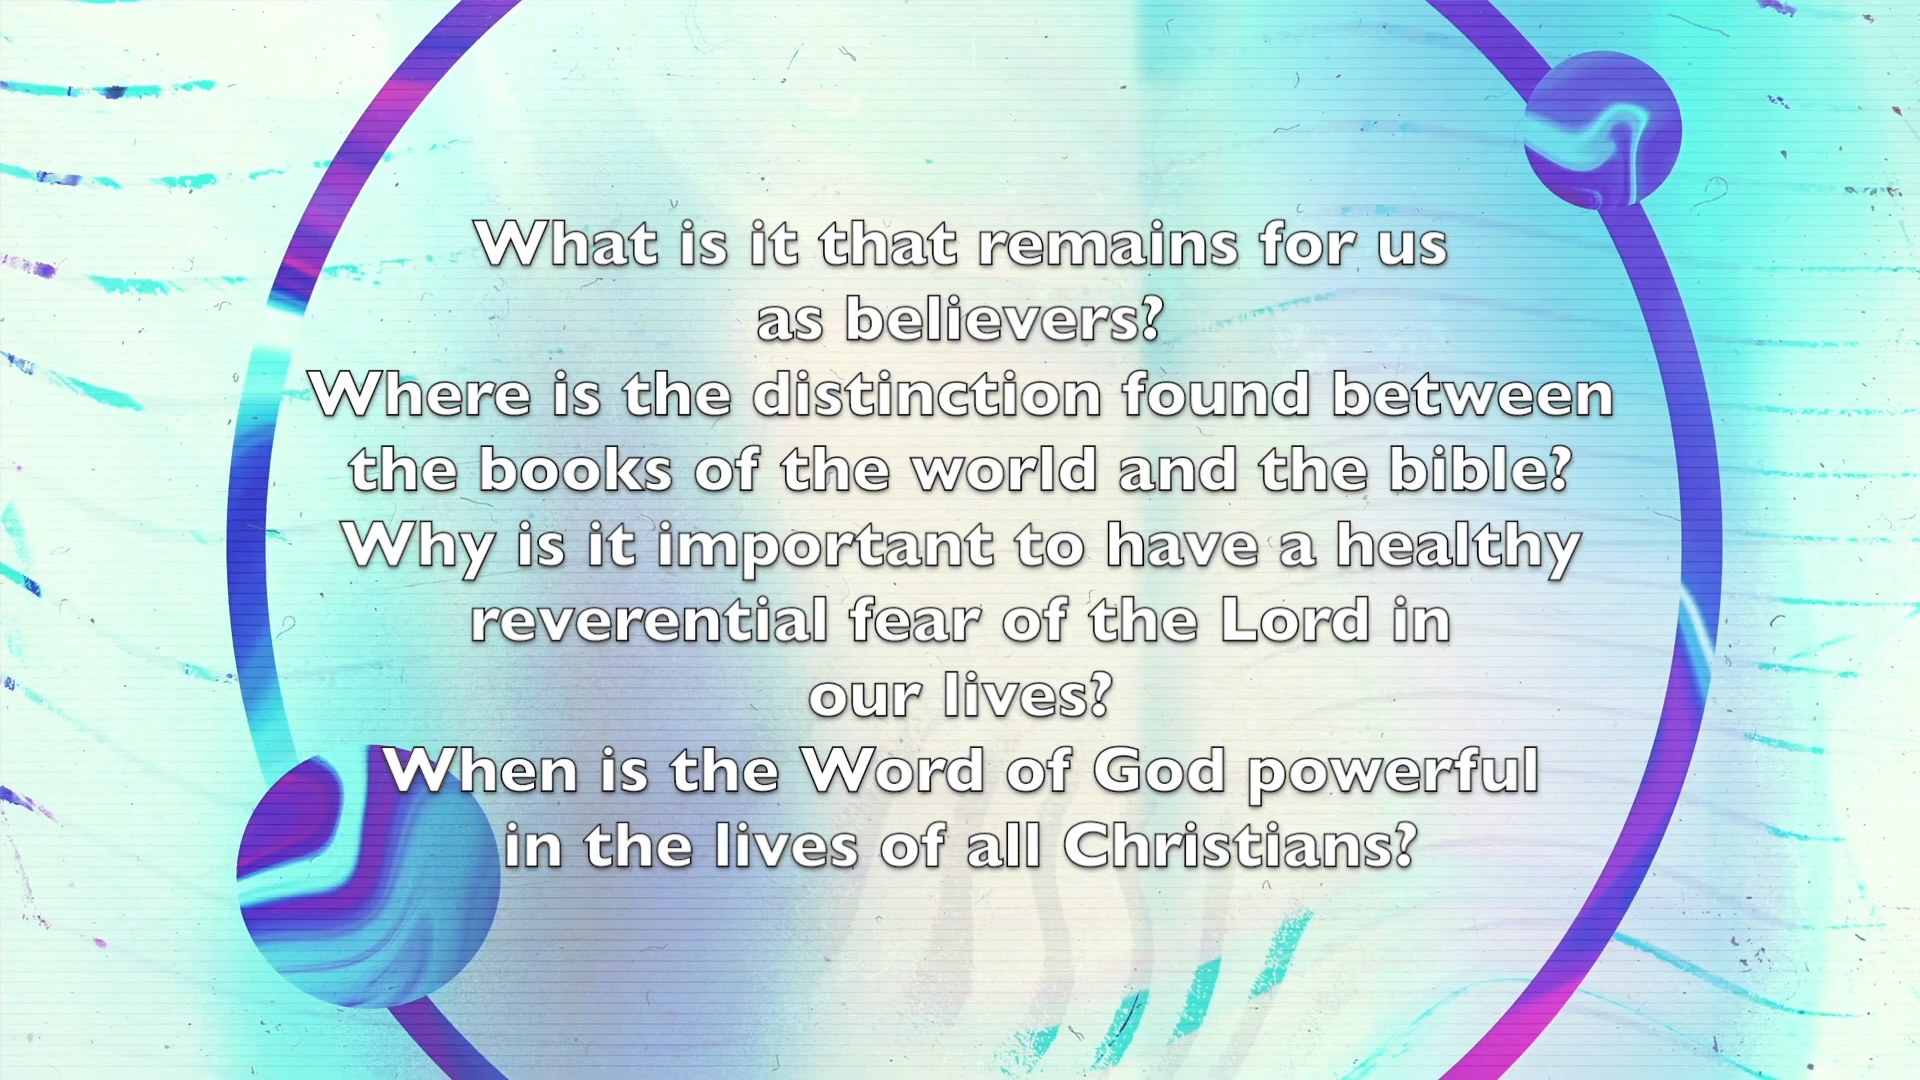 What is it that remains for us
as believers?
Where is the distinction found between
the books of the world and the bible?
Why is it important to have a healthy
reverential fear of the Lord in
our lives?
When is the Word of God powerful
in the lives of all Christians?